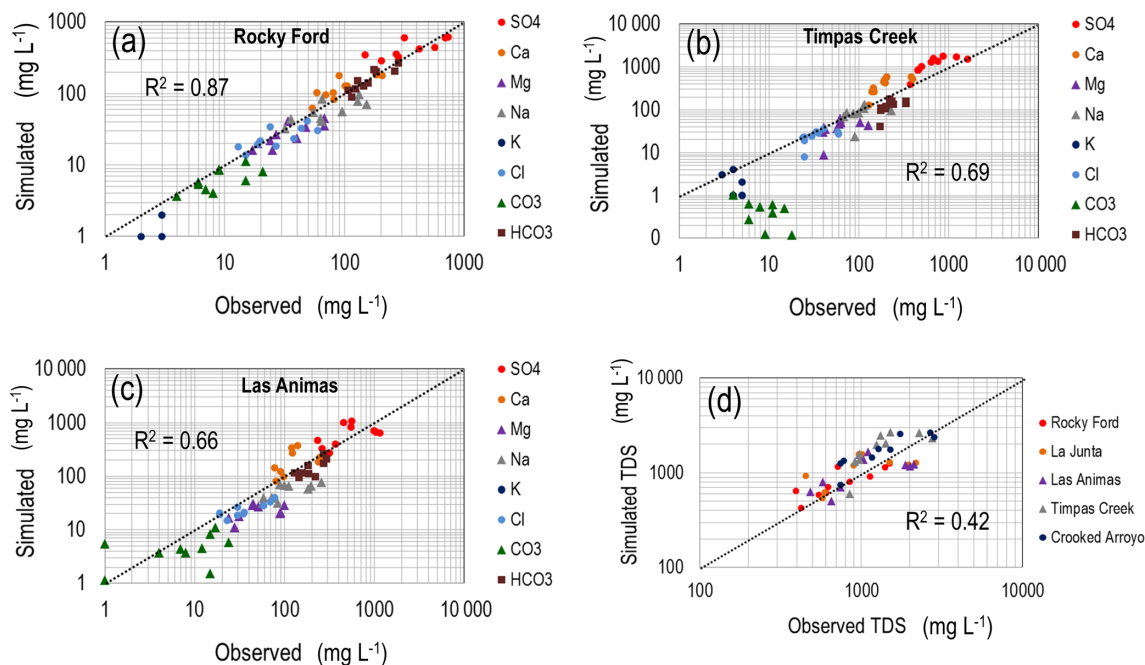 (a)
Rocky Ford
R² = 0.87
Simulated (mg L⁻¹)
1000
100
10
1
1 10 100 1000
Observed (mg L⁻¹)
SO4
Ca
Mg
Na
K
Cl
CO3
HCO3
(b)
Timpas Creek
R² = 0.69
Simulated (mg L⁻¹)
10 000
1000
100
10
1
0
1 10 100 1000 10 000
Observed (mg L⁻¹)
SO4
Ca
Mg
Na
K
Cl
CO3
HCO3
(c)
Las Animas
R² = 0.66
Simulated (mg L⁻¹)
10 000
1000
100
10
1
1 10 100 1000 10 000
Observed (mg L⁻¹)
SO4
Ca
Mg
Na
K
Cl
CO3
HCO3
(d)
R² = 0.42
Simulated TDS (mg L⁻¹)
10 000
1000
100
100 1000 10000
Observed TDS (mg L⁻¹)
Rocky Ford
La Junta
Las Animas
Timpas Creek
Crooked Arroyo